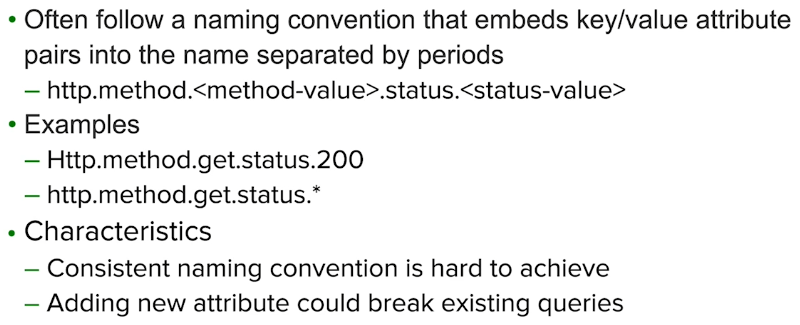 • Often follow a naming convention that embeds key/value attribute
pairs into the name separated by periods
– http.method.<method-value>.status.<status-value>
• Examples
– Http.method.get.status.200
– http.method.get.status.*
• Characteristics
– Consistent naming convention is hard to achieve
– Adding new attribute could break existing queries